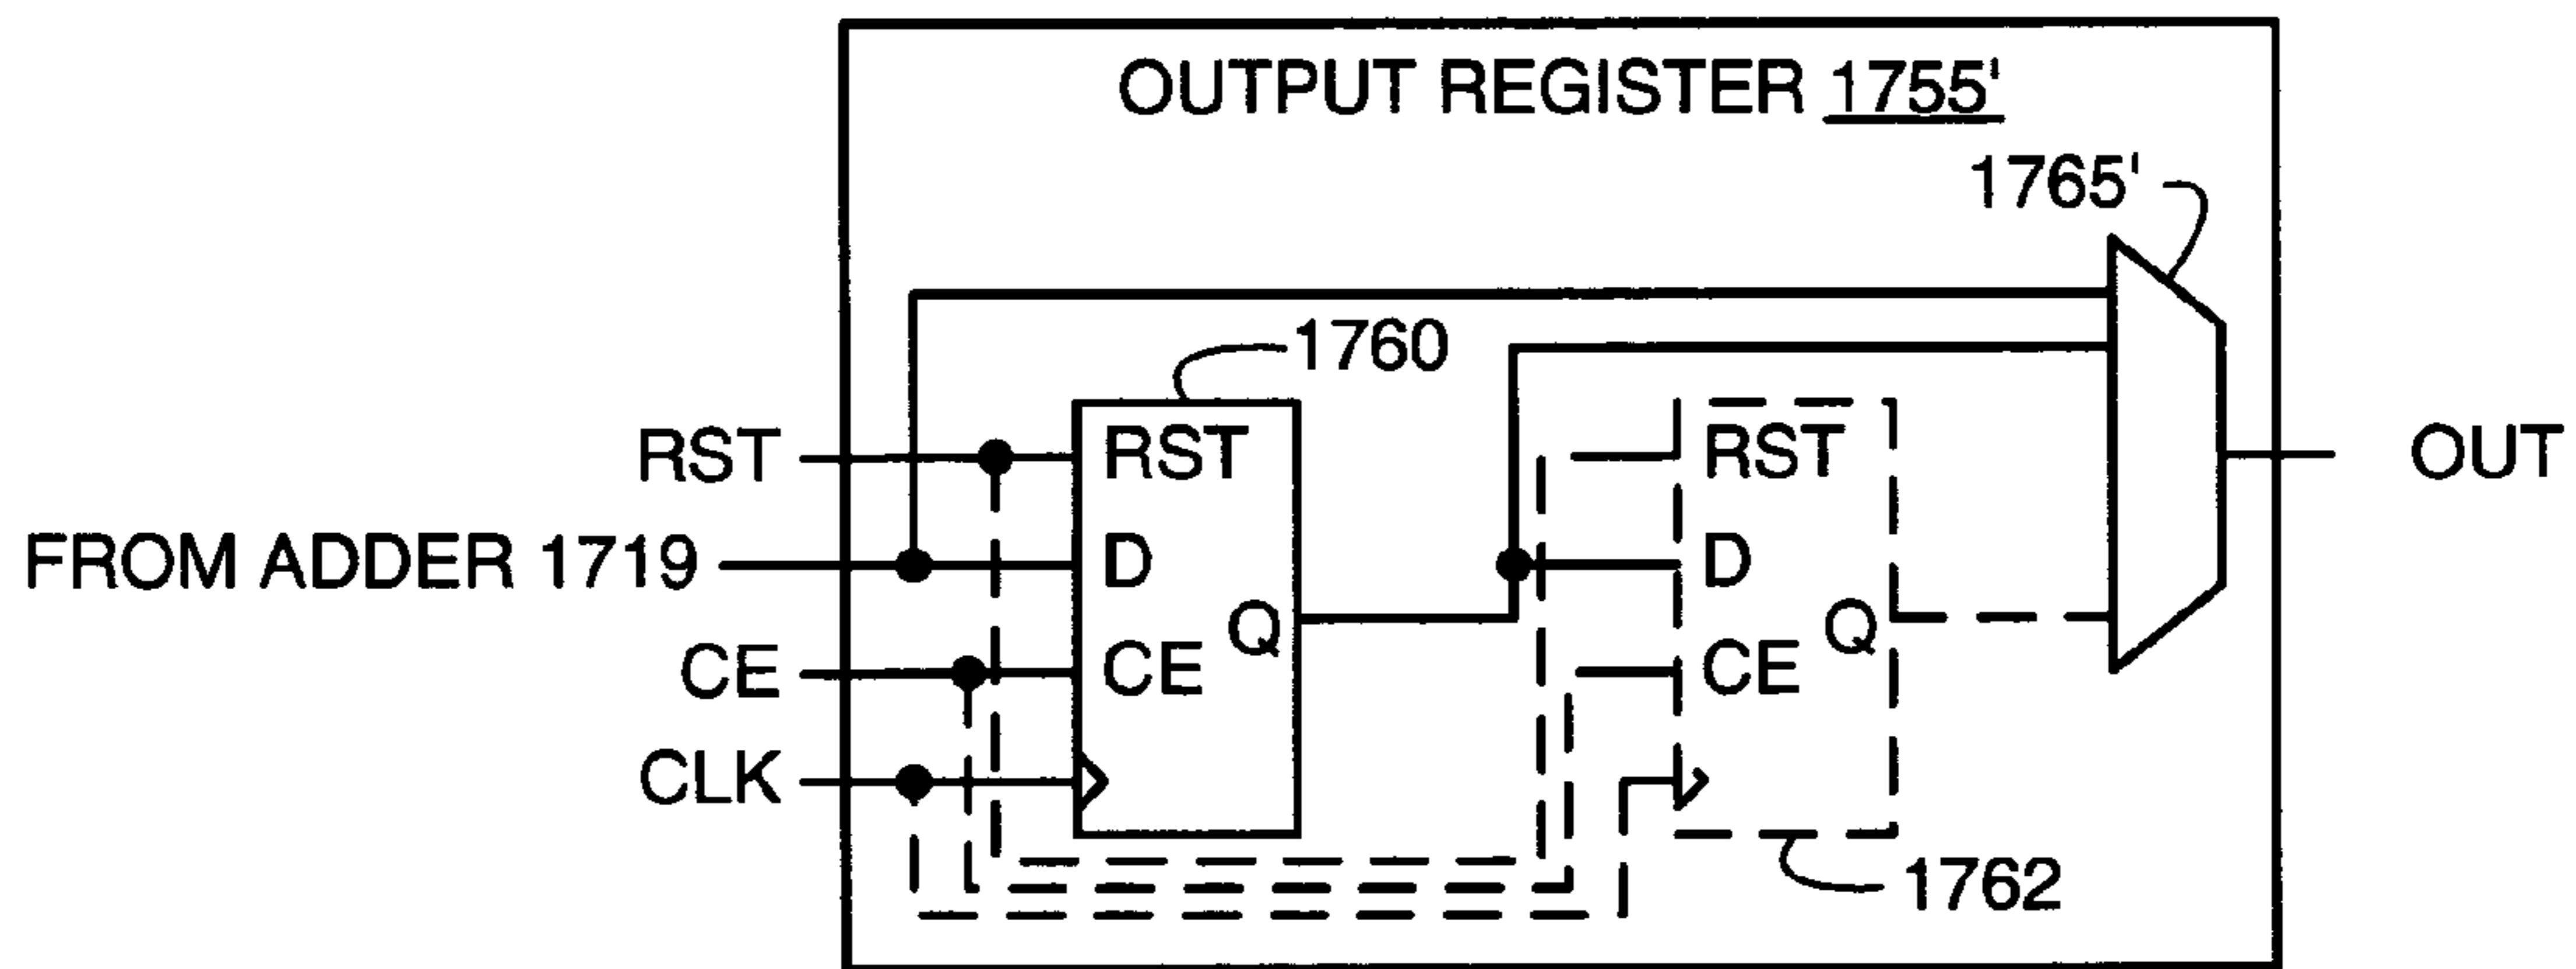 OUTPUT REGISTER 1755'
1765'
1760
RST
RST
RST
OUT
FROM ADDER 1719
D
D
Q
Q
CE
CE
CE
CLK
1762